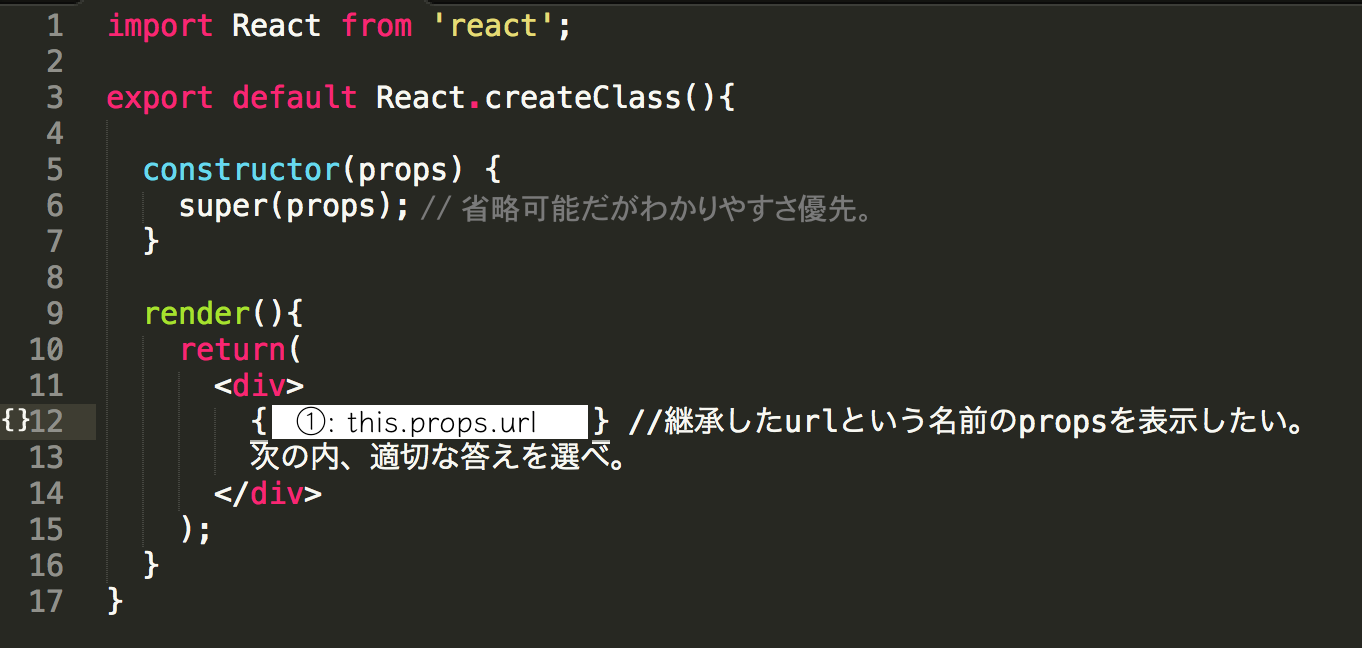 1 import React from 'react';
2
3 export default React.createClass(){
4
5 constructor(props) {
6 super(props); // 省略可能だがわかりやすさ優先。
7 }
8
9 render(){
10 return(
11 <div>
{}12 { ①: this.props.url } //継承したurlという名前のpropsを表示したい。
13 次の内、適切な答えを選べ。
14 </div>
15 );
16 }
17 }